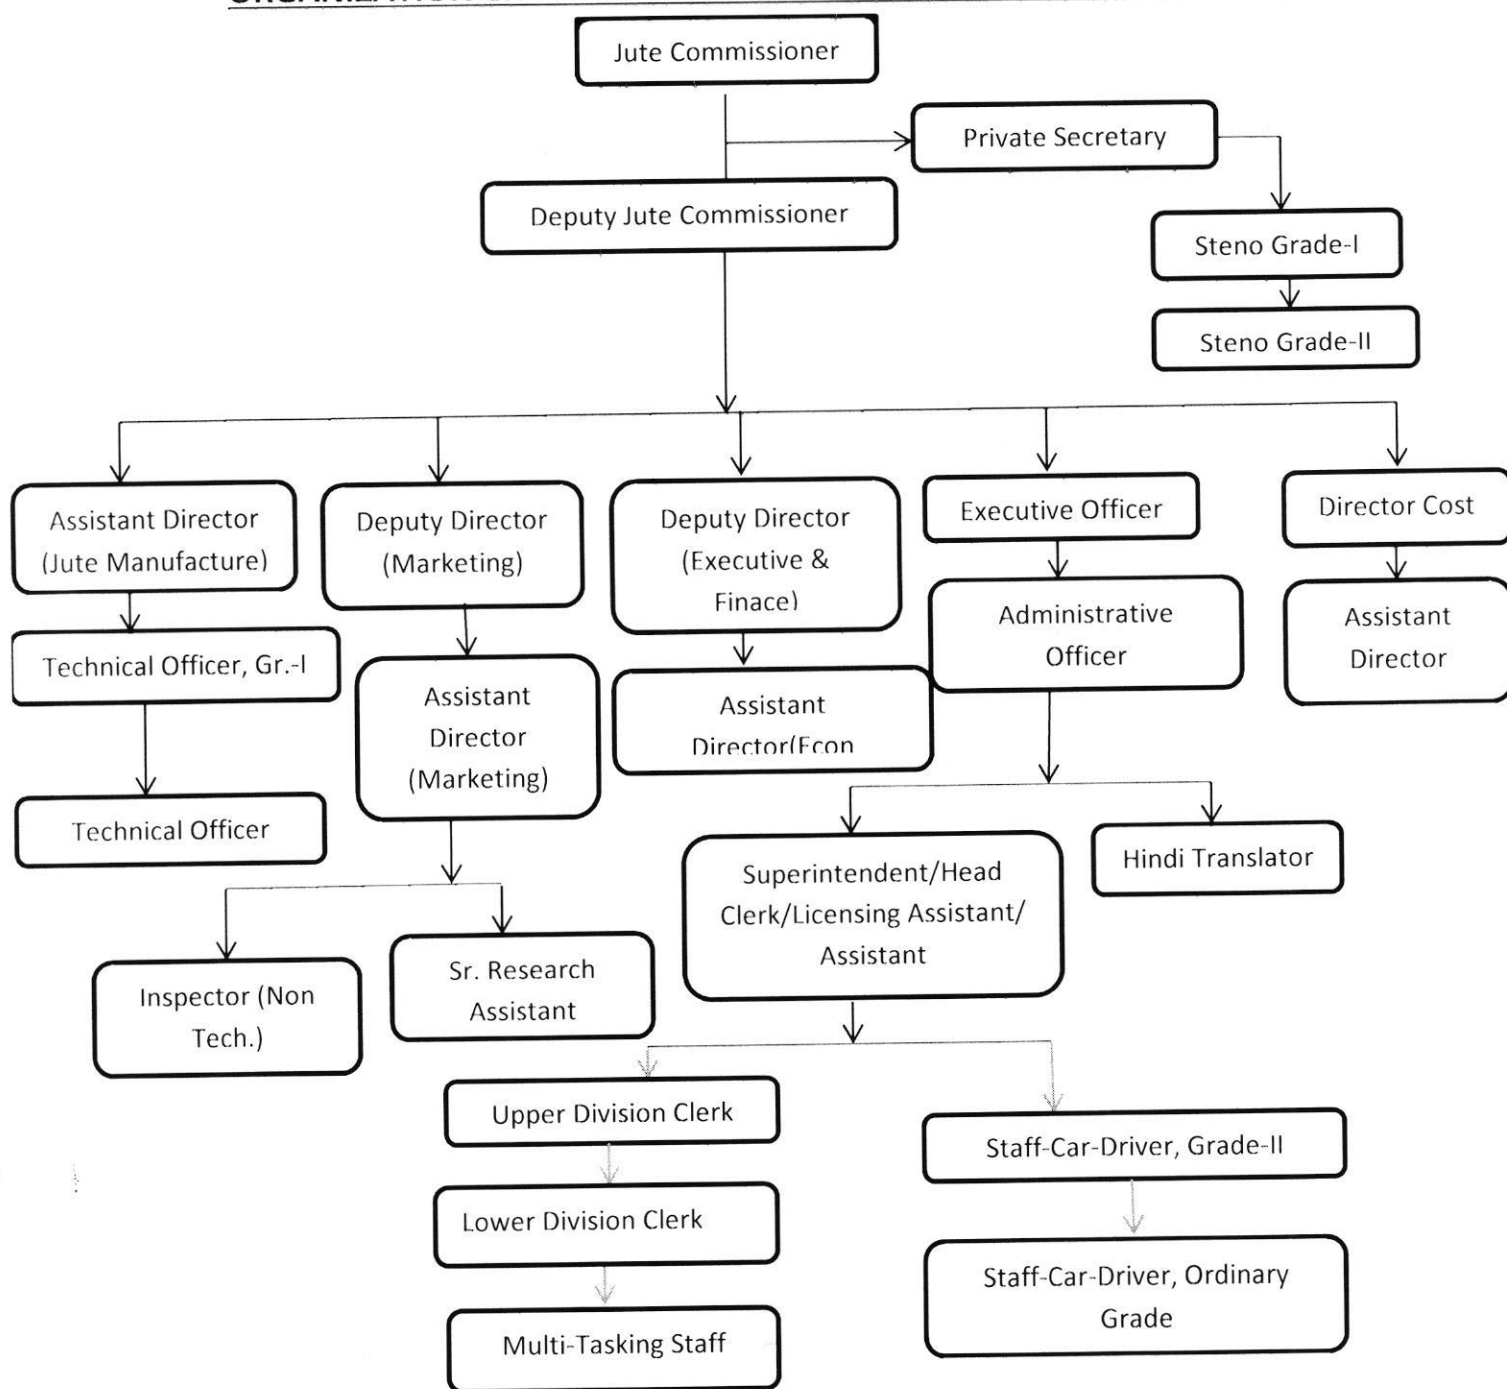 Jute Commissioner
Private Secretary
Deputy Jute Commissioner
Steno Grade-I
Steno Grade-II
Assistant Director
(Jute Manufacture)
Deputy Director
(Marketing)
Deputy Director
(Executive &
Finace)
Executive Officer
Director Cost
Technical Officer, Gr.-I
Assistant
Director
(Marketing)
Assistant
Director(Econ
Administrative
Officer
Assistant
Director
Technical Officer
Superintendent/Head
Clerk/Licensing Assistant/
Assistant
Hindi Translator
Inspector (Non
Tech.)
Sr. Research
Assistant
Upper Division Clerk
Staff-Car-Driver, Grade-II
Lower Division Clerk
Staff-Car-Driver, Ordinary
Grade
Multi-Tasking Staff